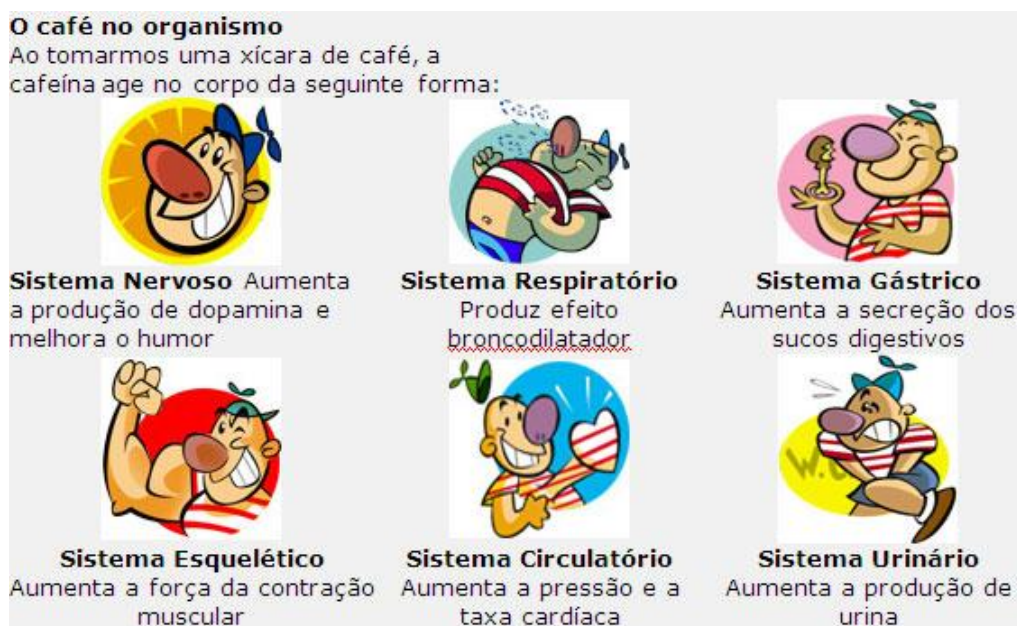 O café no organismo
Ao tomarmos uma xícara de café, a
cafeína age no corpo da seguinte forma:
Sistema Nervoso Aumenta
a produção de dopamina e
melhora o humor
Sistema Respiratório
Produz efeito
broncodilatador
Sistema Gástrico
Aumenta a secreção dos
sucos digestivos
W.C
Sistema Esquelético
Aumenta a força da contração
muscular
Sistema Circulatório
Aumenta a pressão e a
taxa cardíaca
Sistema Urinário
Aumenta a produção de
urina